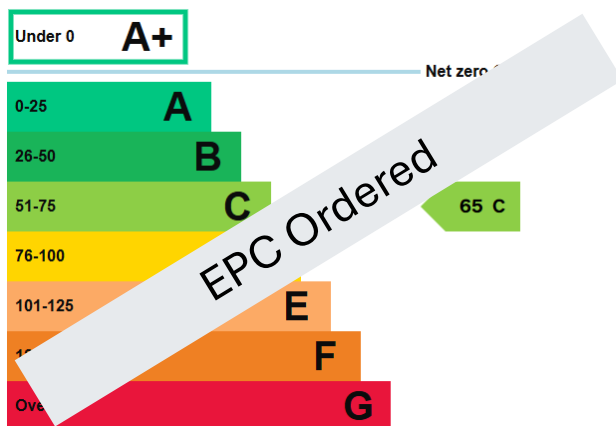 Under 0 A+
Net zero
0-25 A
26-50 B
51-75 C
65 C
76-100
EPC Ordered
101-125 E
F
G